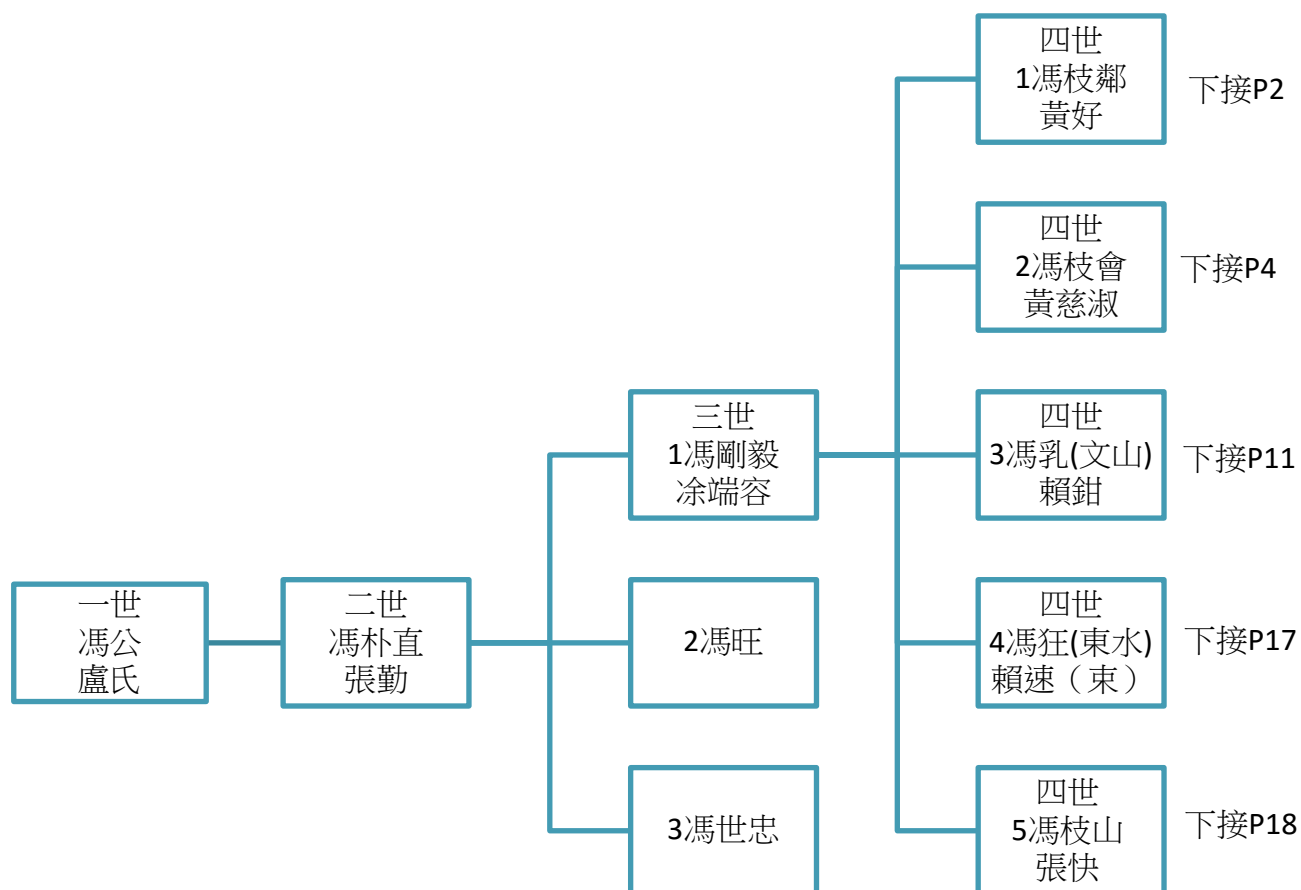 一世
馮公
盧氏
二世
馮朴直
張勤
三世
1馮剛毅
凃端容
2馮旺
3馮世忠
四世
1馮枝鄰
黃好
下接P2
四世
2馮枝會
黃慈淑
下接P4
四世
3馮乳(文山)
賴鉗
下接P11
四世
4馮狂(東水)
賴速（束）
下接P17
四世
5馮枝山
張快
下接P18